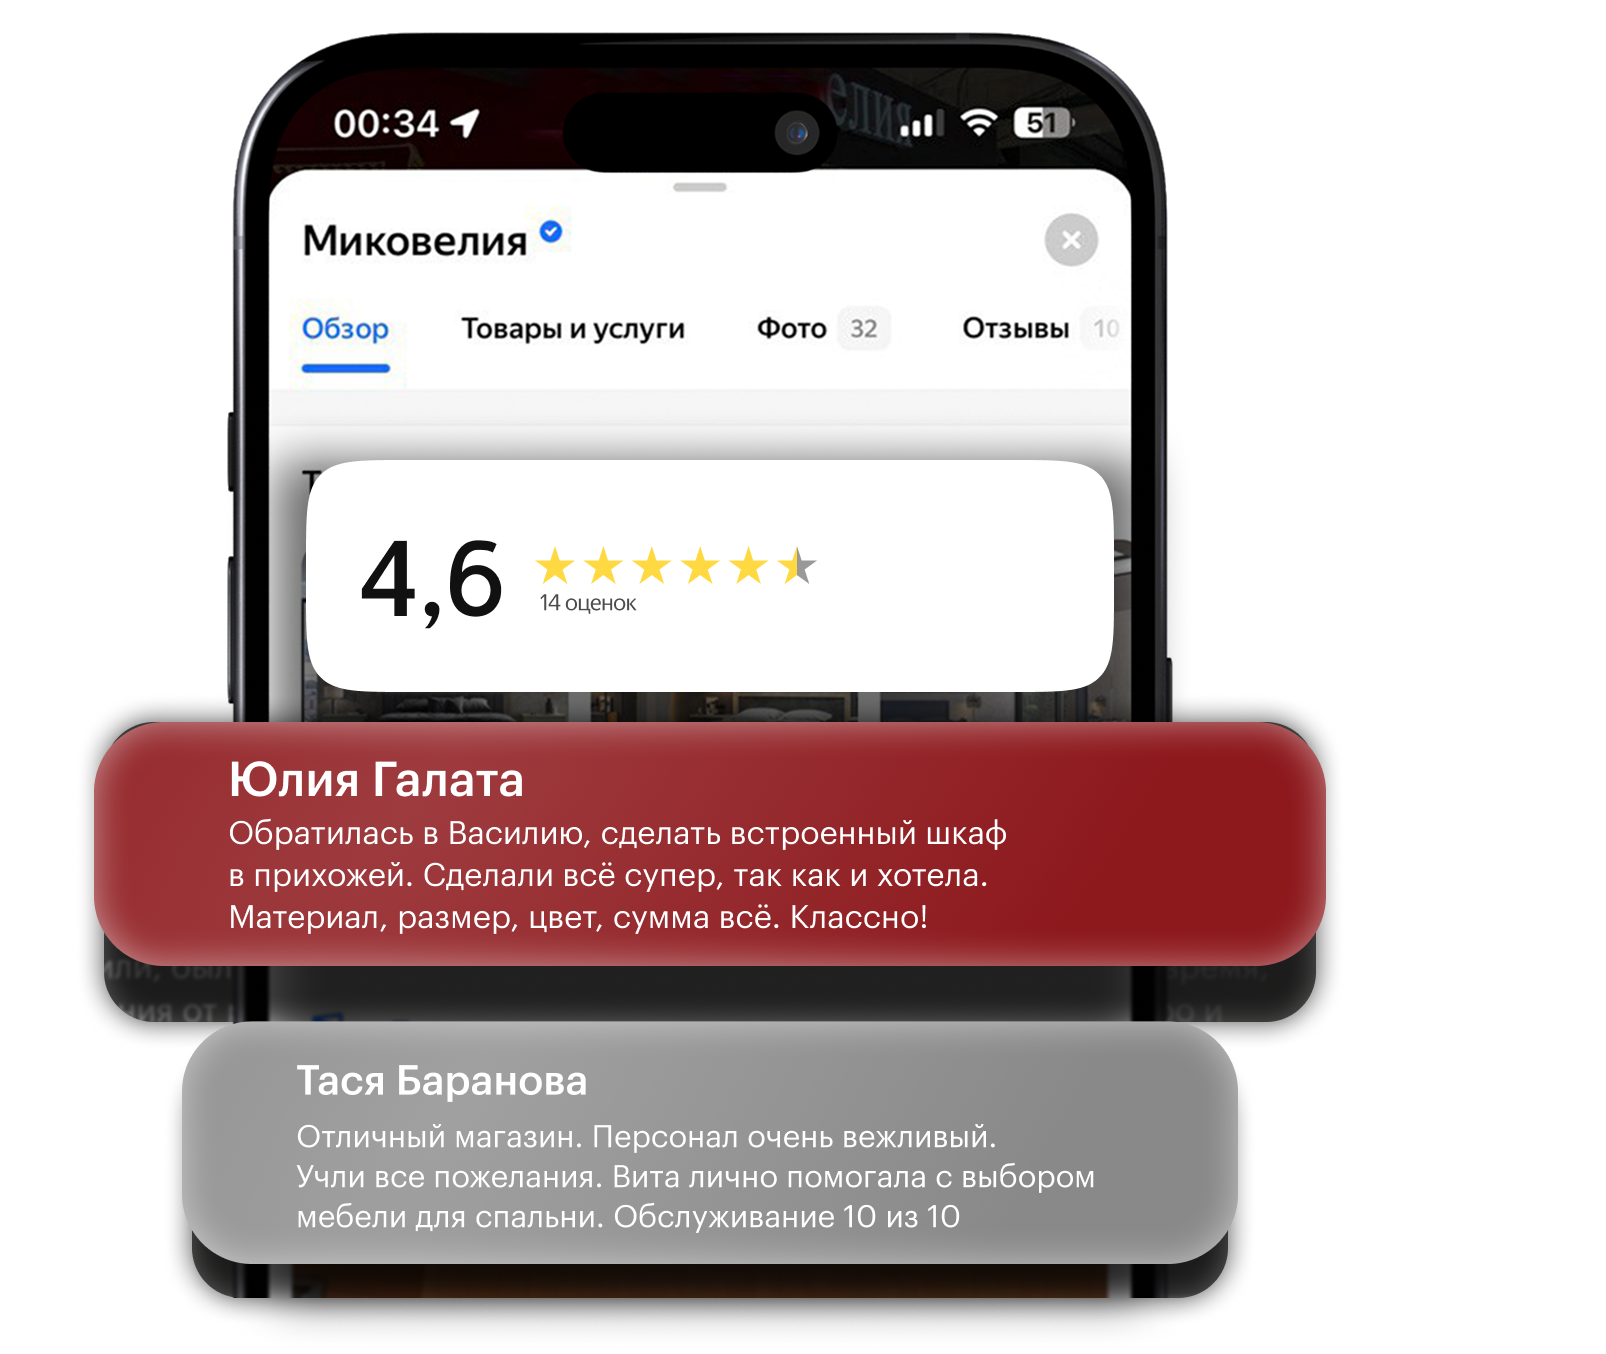 00:34
51
Миковелия
Обзор Товары и услуги Фото 32 Отзывы 10
4,6
14 оценок
Юлия Галата
Обратилась в Василию, сделать встроенный шкаф
в прихожей. Сделали всё супер, так как и хотела.
Материал, размер, цвет, сумма всё. Классно!
Тася Баранова
Отличный магазин. Персонал очень вежливый.
Учли все пожелания. Вита лично помогала с выбором
мебели для спальни. Обслуживание 10 из 10